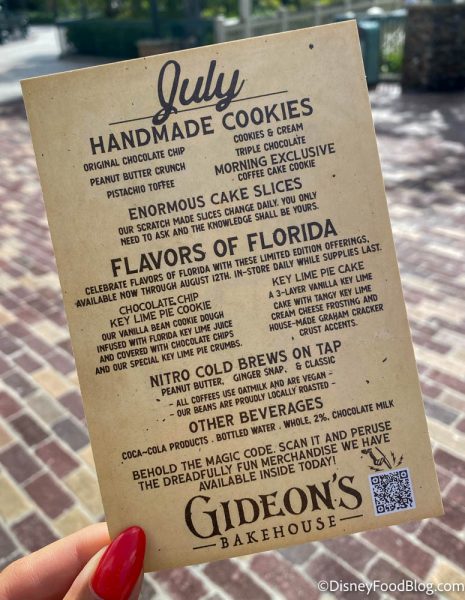 July
HANDMADE COOKIES
ORIGINAL CHOCOLATE CHIP
PEANUT BUTTER CRUNCH
PISTACHIO TOFFEE
COOKIES & CREAM
TRIPLE CHOCOLATE
MORNING EXCLUSIVE
COFFEE CAKE COOKIE
ENORMOUS CAKE SLICES
OUR SCRATCH MADE SLICES CHANGE DAILY. YOU ONLY
NEED TO ASK AND THE KNOWLEDGE SHALL BE YOURS.
FLAVORS OF FLORIDA
CELEBRATE FLAVORS OF FLORIDA WITH THESE LIMITED EDITION OFFERINGS,
AVAILABLE NOW THROUGH AUGUST 12TH. IN-STORE DAILY WHILE SUPPLIES LAST.
CHOCOLATE CHIP
KEY LIME PIE COOKIE
OUR VANILLA BEAN COOKIE DOUGH
INFUSED WITH FLORIDA KEY LIME JUICE
AND COVERED WITH CHOCOLATE CHIPS
AND OUR SPECIAL KEY LIME PIE CRUMBS.
KEY LIME PIE CAKE
A 3-LAYER VANILLA KEY LIME
CAKE WITH TANGY KEY LIME
CREAM CHEESE FROSTING AND
HOUSE-MADE GRAHAM CRACKER
CRUST ACCENTS.
NITRO COLD BREWS ON TAP
PEANUT BUTTER, GINGER SNAP, & CLASSIC
- ALL COFFEES USE OATMILK AND ARE VEGAN -
- OUR BEANS ARE PROUDLY LOCALLY ROASTED -
OTHER BEVERAGES
COCA-COLA PRODUCTS . BOTTLED WATER . WHOLE, 2%, CHOCOLATE MILK
BEHOLD THE MAGIC CODE. SCAN IT AND PERUSE
THE DREADFULLY FUN MERCHANDISE WE HAVE
AVAILABLE INSIDE TODAY!
GIDEON'S
BAKEHOUSE
©DisneyFoodBlog.com